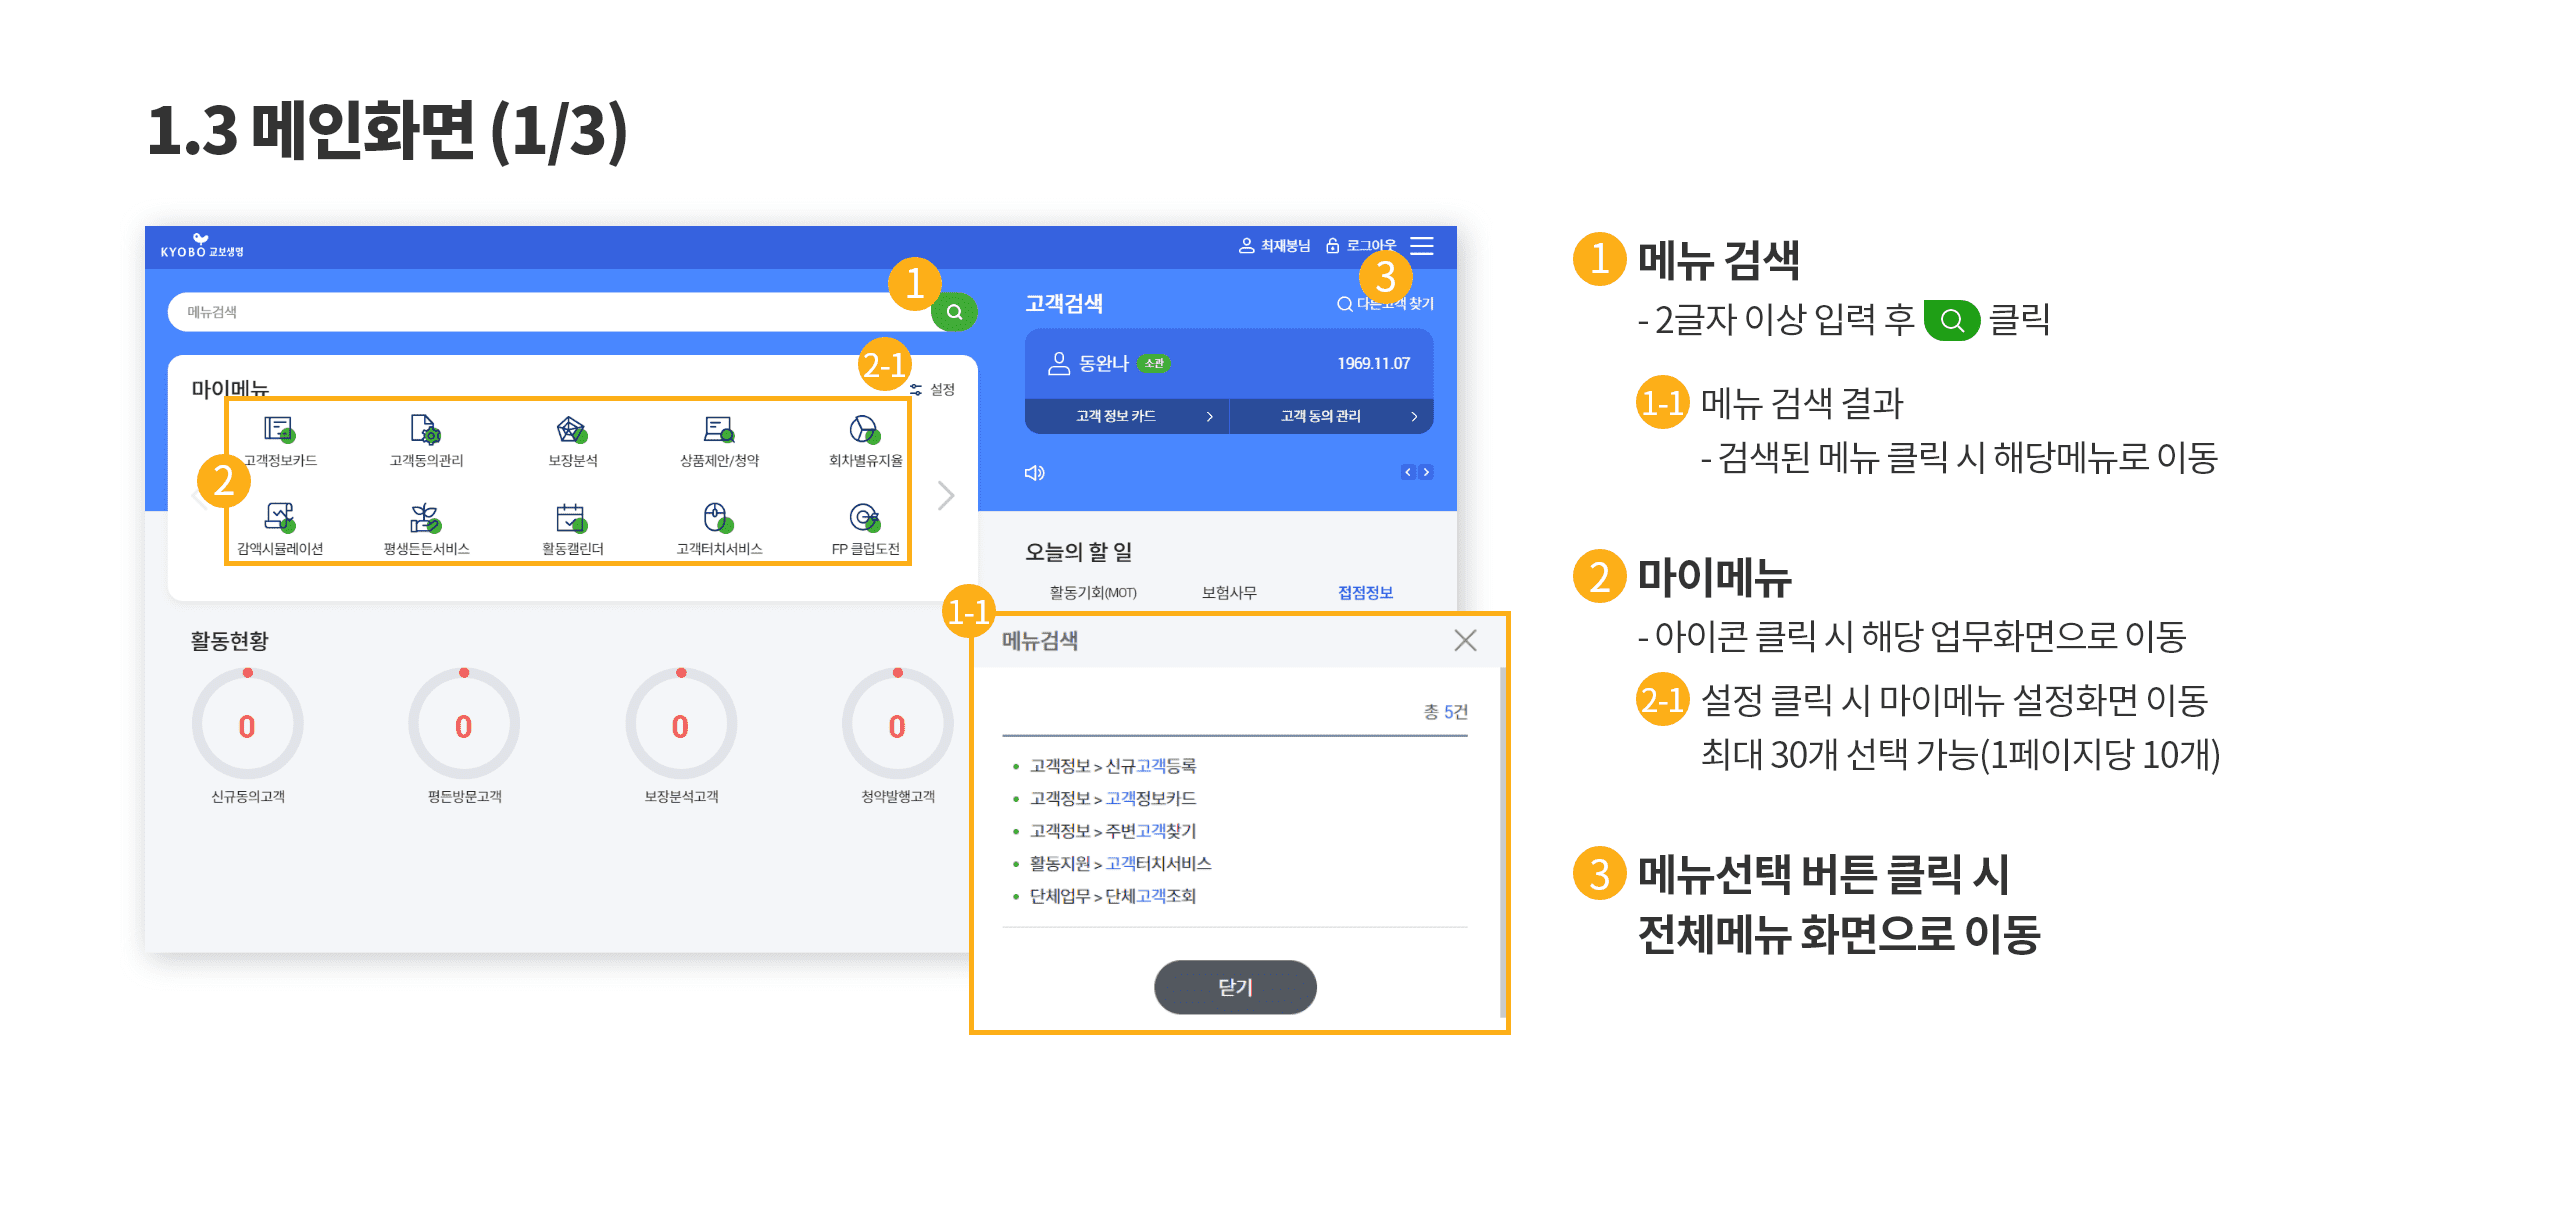 1.3 메인화면 (1/3)
KYOBO 교보생명
최재붕님 로그아웃
메뉴검색
1
3
고객검색
다른고객 찾기
동완나 소관 1969.11.07
고객 정보 카드
고객 동의 관리
2-1
마이메뉴
설정
2
고객정보카드 고객동의관리 보장분석 상품제안/청약 회차별유지율
감액시뮬레이션 평생든든서비스 활동캘린더 고객터치서비스 FP 클럽도전
오늘의 할 일
활동기회(MOT) 보험사무 접점정보
활동현황
0 0 0 0
신규동의고객 평든방문고객 보장분석고객 청약발행고객
1-1
메뉴검색
총 5건
고객정보 > 신규고객등록
고객정보 > 고객정보카드
고객정보 > 주변고객찾기
활동지원 > 고객터치서비스
단체업무 > 단체고객조회
닫기
1 메뉴 검색
- 2글자 이상 입력 후 클릭
1-1 메뉴 검색 결과
- 검색된 메뉴 클릭 시 해당메뉴로 이동
2 마이메뉴
- 아이콘 클릭 시 해당 업무화면으로 이동
2-1 설정 클릭 시 마이메뉴 설정화면 이동
최대 30개 선택 가능(1페이지당 10개)
3 메뉴선택 버튼 클릭 시
전체메뉴 화면으로 이동